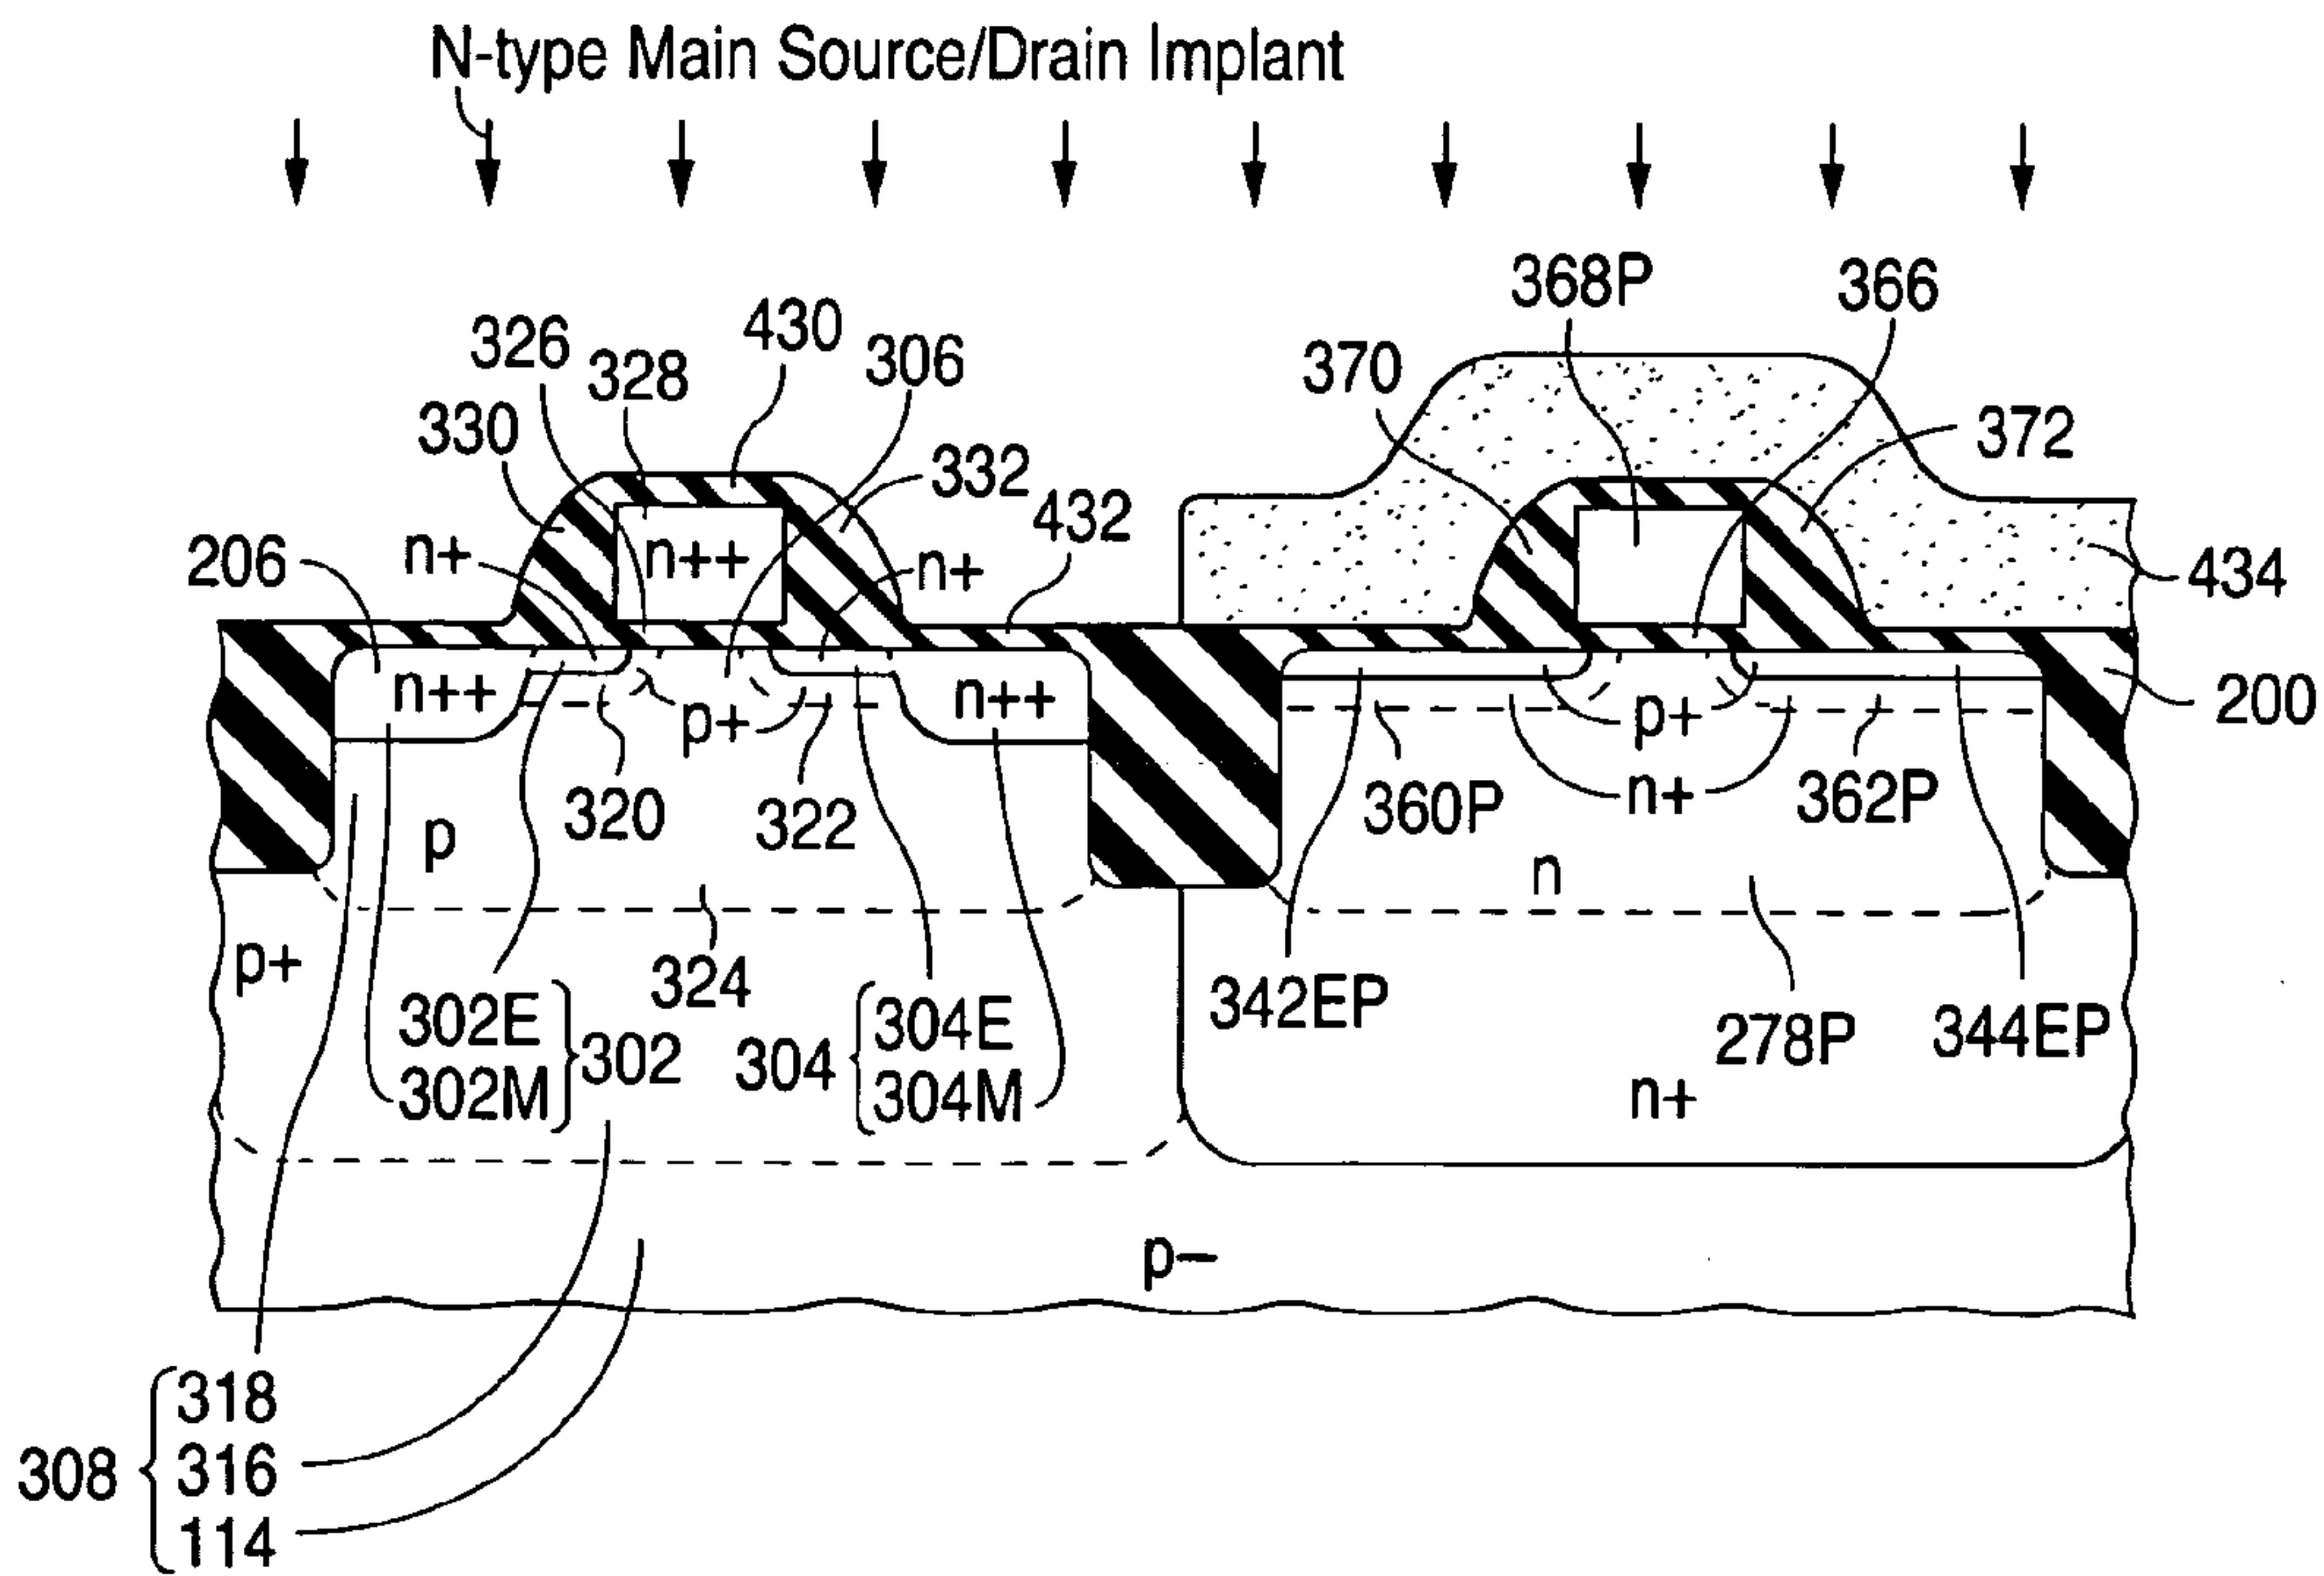 N-type Main Source/Drain Implant
368P
366
326
328
430
306
370
330
332
372
432
206
n+
n++
n+
434
n++
p+
n++
p+
200
320
322
360P
n+
362P
p
n
p+
324
342EP
278P
344EP
302E
302M
302
304
304E
304M
n+
p−
308
318
316
114